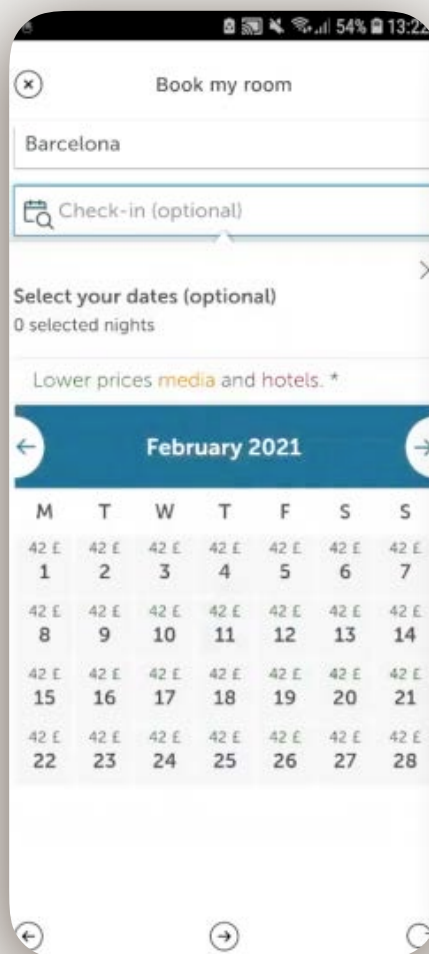 54% 13:22
Book my room
Barcelona
Check-in (optional)
Select your dates (optional)
0 selected nights
Lower prices media and hotels. *
February 2021
M T W T F S S
42 £ 42 £ 42 £ 42 £ 42 £ 42 £ 42 £
1 2 3 4 5 6 7
42 £ 42 £ 42 £ 42 £ 42 £ 42 £ 42 £
8 9 10 11 12 13 14
42 £ 42 £ 42 £ 42 £ 42 £ 42 £ 42 £
15 16 17 18 19 20 21
42 £ 42 £ 42 £ 42 £ 42 £ 42 £ 42 £
22 23 24 25 26 27 28